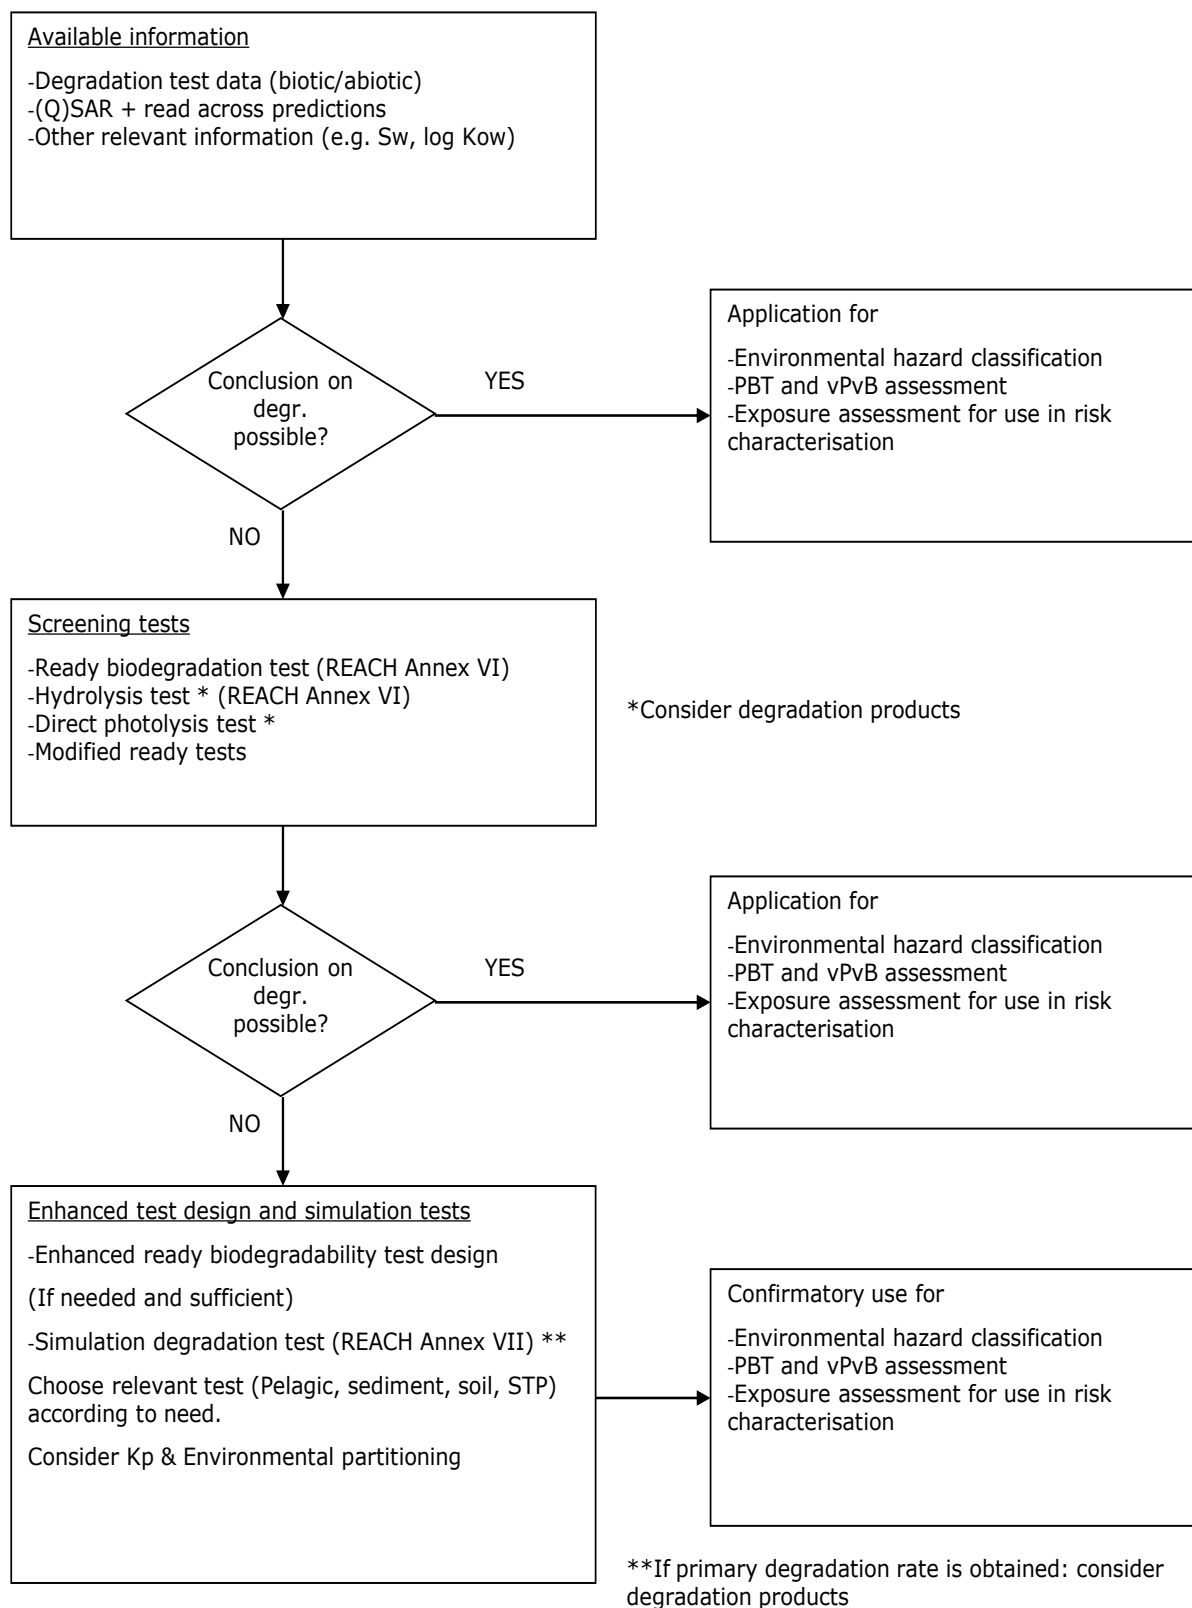 Available information
-Degradation test data (biotic/abiotic)
-(Q)SAR + read across predictions
-Other relevant information (e.g. Sw, log Kow)
Conclusion on
degr.
possible?
YES
Application for
-Environmental hazard classification
-PBT and vPvB assessment
-Exposure assessment for use in risk
characterisation
NO
Screening tests
-Ready biodegradation test (REACH Annex VI)
-Hydrolysis test * (REACH Annex VI)
-Direct photolysis test *
-Modified ready tests
*Consider degradation products
Conclusion on
degr.
possible?
YES
Application for
-Environmental hazard classification
-PBT and vPvB assessment
-Exposure assessment for use in risk
characterisation
NO
Enhanced test design and simulation tests
-Enhanced ready biodegradability test design
(If needed and sufficient)
-Simulation degradation test (REACH Annex VII) **
Choose relevant test (Pelagic, sediment, soil, STP)
according to need.
Consider Kp & Environmental partitioning
Confirmatory use for
-Environmental hazard classification
-PBT and vPvB assessment
-Exposure assessment for use in risk
characterisation
**If primary degradation rate is obtained: consider
degradation products